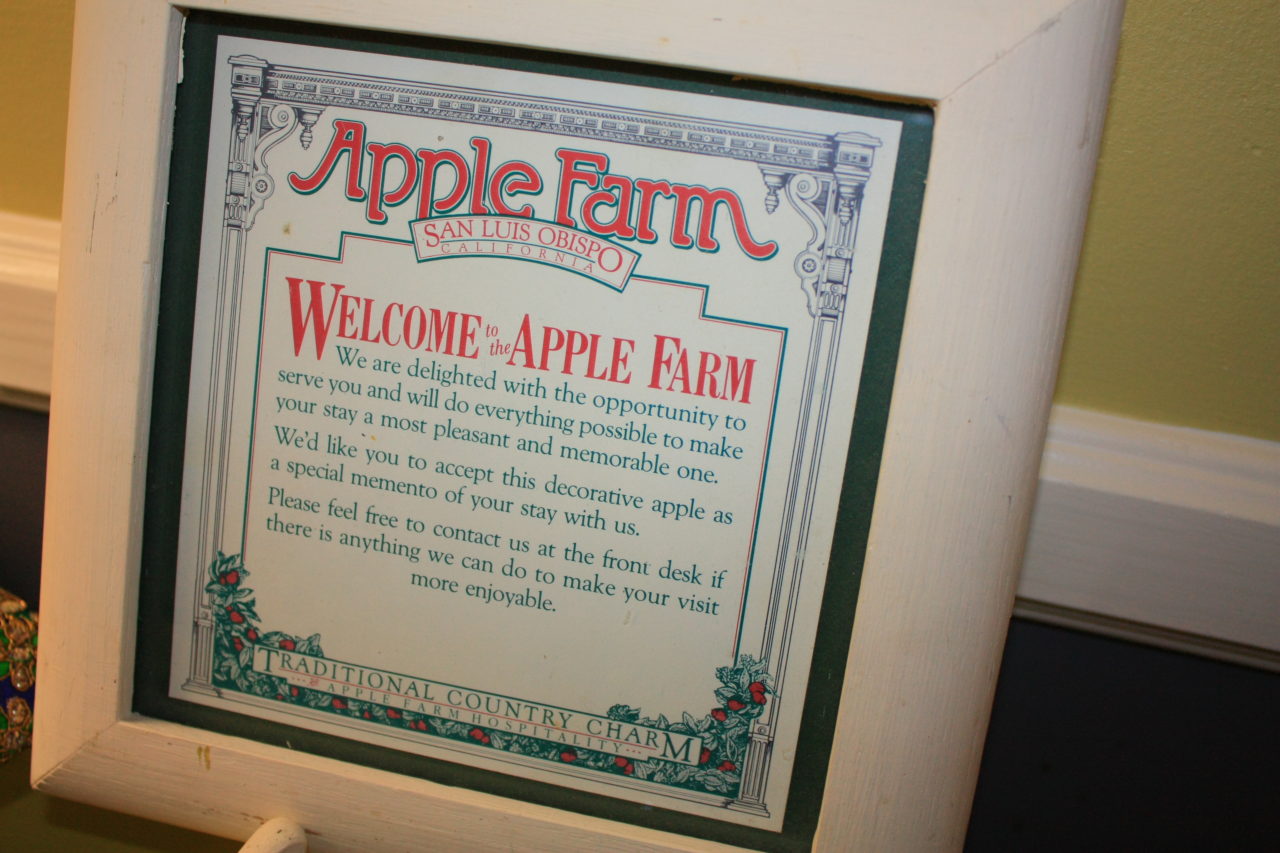 Apple Farm
SAN LUIS OBISPO
CALIFORNIA
WELCOME to the APPLE FARM
We are delighted with the opportunity to
serve you and will do everything possible to make
your stay a most pleasant and memorable one.
We'd like you to accept this decorative apple as
a special memento of your stay with us.
Please feel free to contact us at the front desk if
there is anything we can do to make your visit
more enjoyable.
TRADITIONAL COUNTRY CHARM
...APPLE FARM HOSPITALITY...